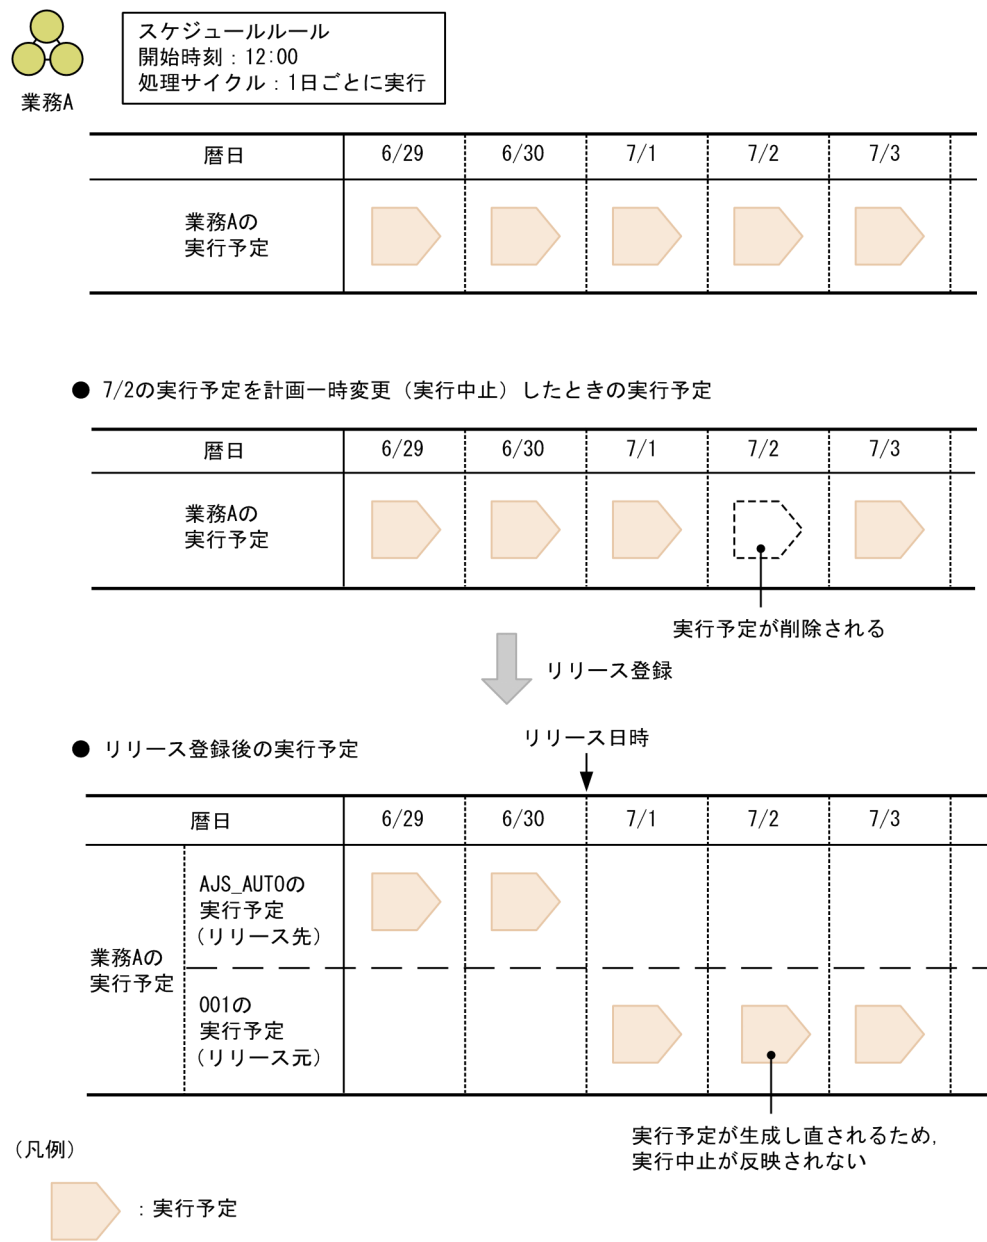 スケジュールルール
開始時刻：12:00
処理サイクル：1日ごとに実行
業務A
暦日 6/29 6/30 7/1 7/2 7/3
業務Aの
実行予定
● 7/2の実行予定を計画一時変更（実行中止）したときの実行予定
暦日 6/29 6/30 7/1 7/2 7/3
業務Aの
実行予定
実行予定が削除される
リリース登録
● リリース登録後の実行予定
リリース日時
暦日 6/29 6/30 7/1 7/2 7/3
業務Aの
実行予定
AJS_AUTOの
実行予定
（リリース先）
001の
実行予定
（リリース元）
実行予定が生成し直されるため，
実行中止が反映されない
（凡例）
：実行予定